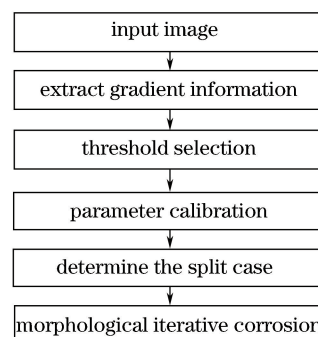 input image
extract gradient information
threshold selection
parameter calibration
determine the split case
morphological iterative corrosion